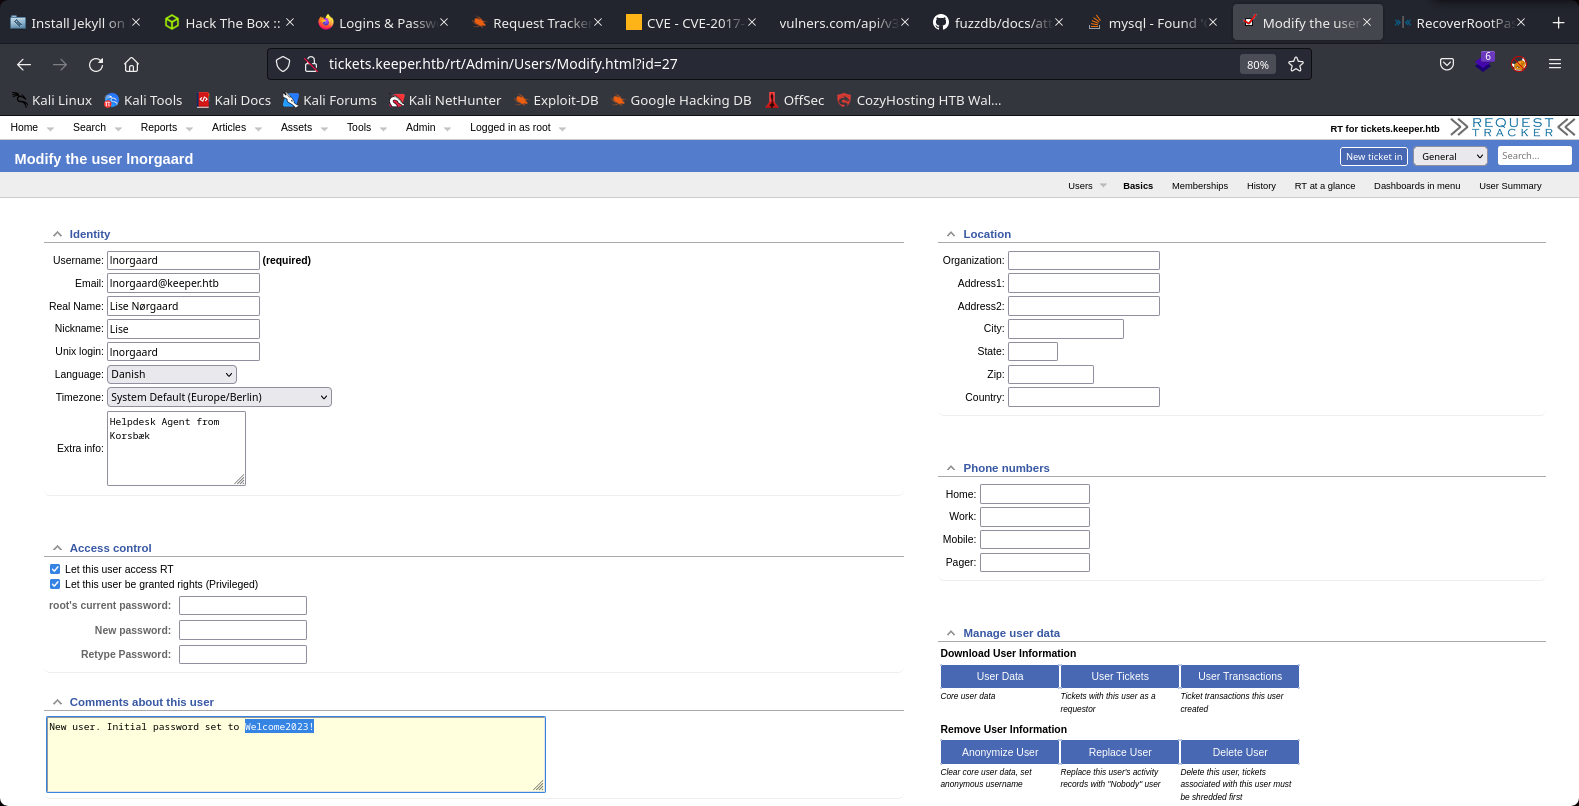 Install Jekyll on
Hack The Box ::
Logins & Passw
Request Tracker
CVE - CVE-2017-
vulners.com/api/v3
fuzzdb/docs/att
mysql - Found
Modify the user
RecoverRootPa
tickets.keeper.htb/rt/Admin/Users/Modify.html?id=27
80%
6
Kali Linux
Kali Tools
Kali Docs
Kali Forums
Kali NetHunter
Exploit-DB
Google Hacking DB
OffSec
CozyHosting HTB Wal...
Home
Search
Reports
Articles
Assets
Tools
Admin
Logged in as root
RT for tickets.keeper.htb
REQUEST
TRACKER
Modify the user lnorgaard
New ticket in
General
Search...
Users
Basics
Memberships
History
RT at a glance
Dashboards in menu
User Summary
Identity
Username: lnorgaard (required)
Email: lnorgaard@keeper.htb
Real Name: Lise Nørgaard
Nickname: Lise
Unix login: lnorgaard
Language: Danish
Timezone: System Default (Europe/Berlin)
Extra info:
Helpdesk Agent from
Korsbæk
Access control
Let this user access RT
Let this user be granted rights (Privileged)
root's current password:
New password:
Retype Password:
Comments about this user
New user. Initial password set to Welcome2023!
Location
Organization:
Address1:
Address2:
City:
State:
Zip:
Country:
Phone numbers
Home:
Work:
Mobile:
Pager:
Manage user data
Download User Information
User Data
User Tickets
User Transactions
Core user data
Tickets with this user as a
requestor
Ticket transactions this user
created
Remove User Information
Anonymize User
Replace User
Delete User
Clear core user data, set
anonymous username
Replace this user's activity
records with "Nobody" user
Delete this user, tickets
associated with this user must
be shredded first